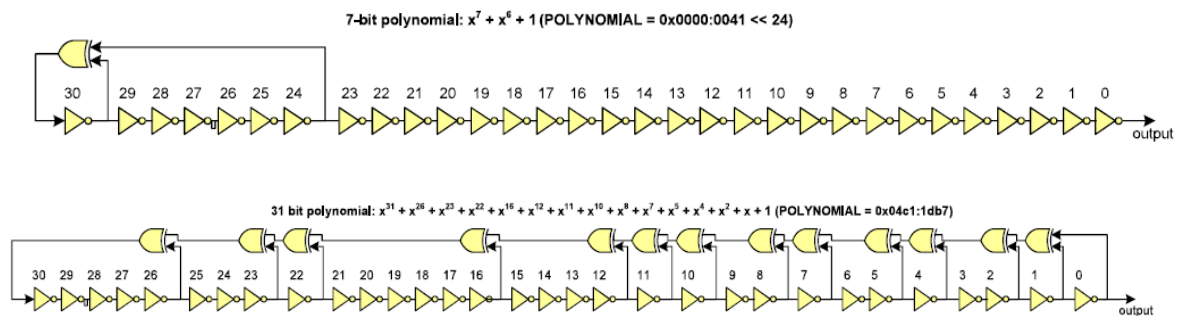 7-bit polynomial: x⁷ + x⁶ + 1 (POLYNOMIAL = 0x0000:0041 << 24)
30 29 28 27 26 25 24 23 22 21 20 19 18 17 16 15 14 13 12 11 10 9 8 7 6 5 4 3 2 1 0
output
31 bit polynomial: x³¹ + x²⁶ + x²³ + x²² + x¹⁶ + x¹² + x¹¹ + x¹⁰ + x⁸ + x⁷ + x⁵ + x⁴ + x² + x + 1 (POLYNOMIAL = 0x04c1:1db7)
30 29 28 27 26 25 24 23 22 21 20 19 18 17 16 15 14 13 12 11 10 9 8 7 6 5 4 3 2 1 0
output